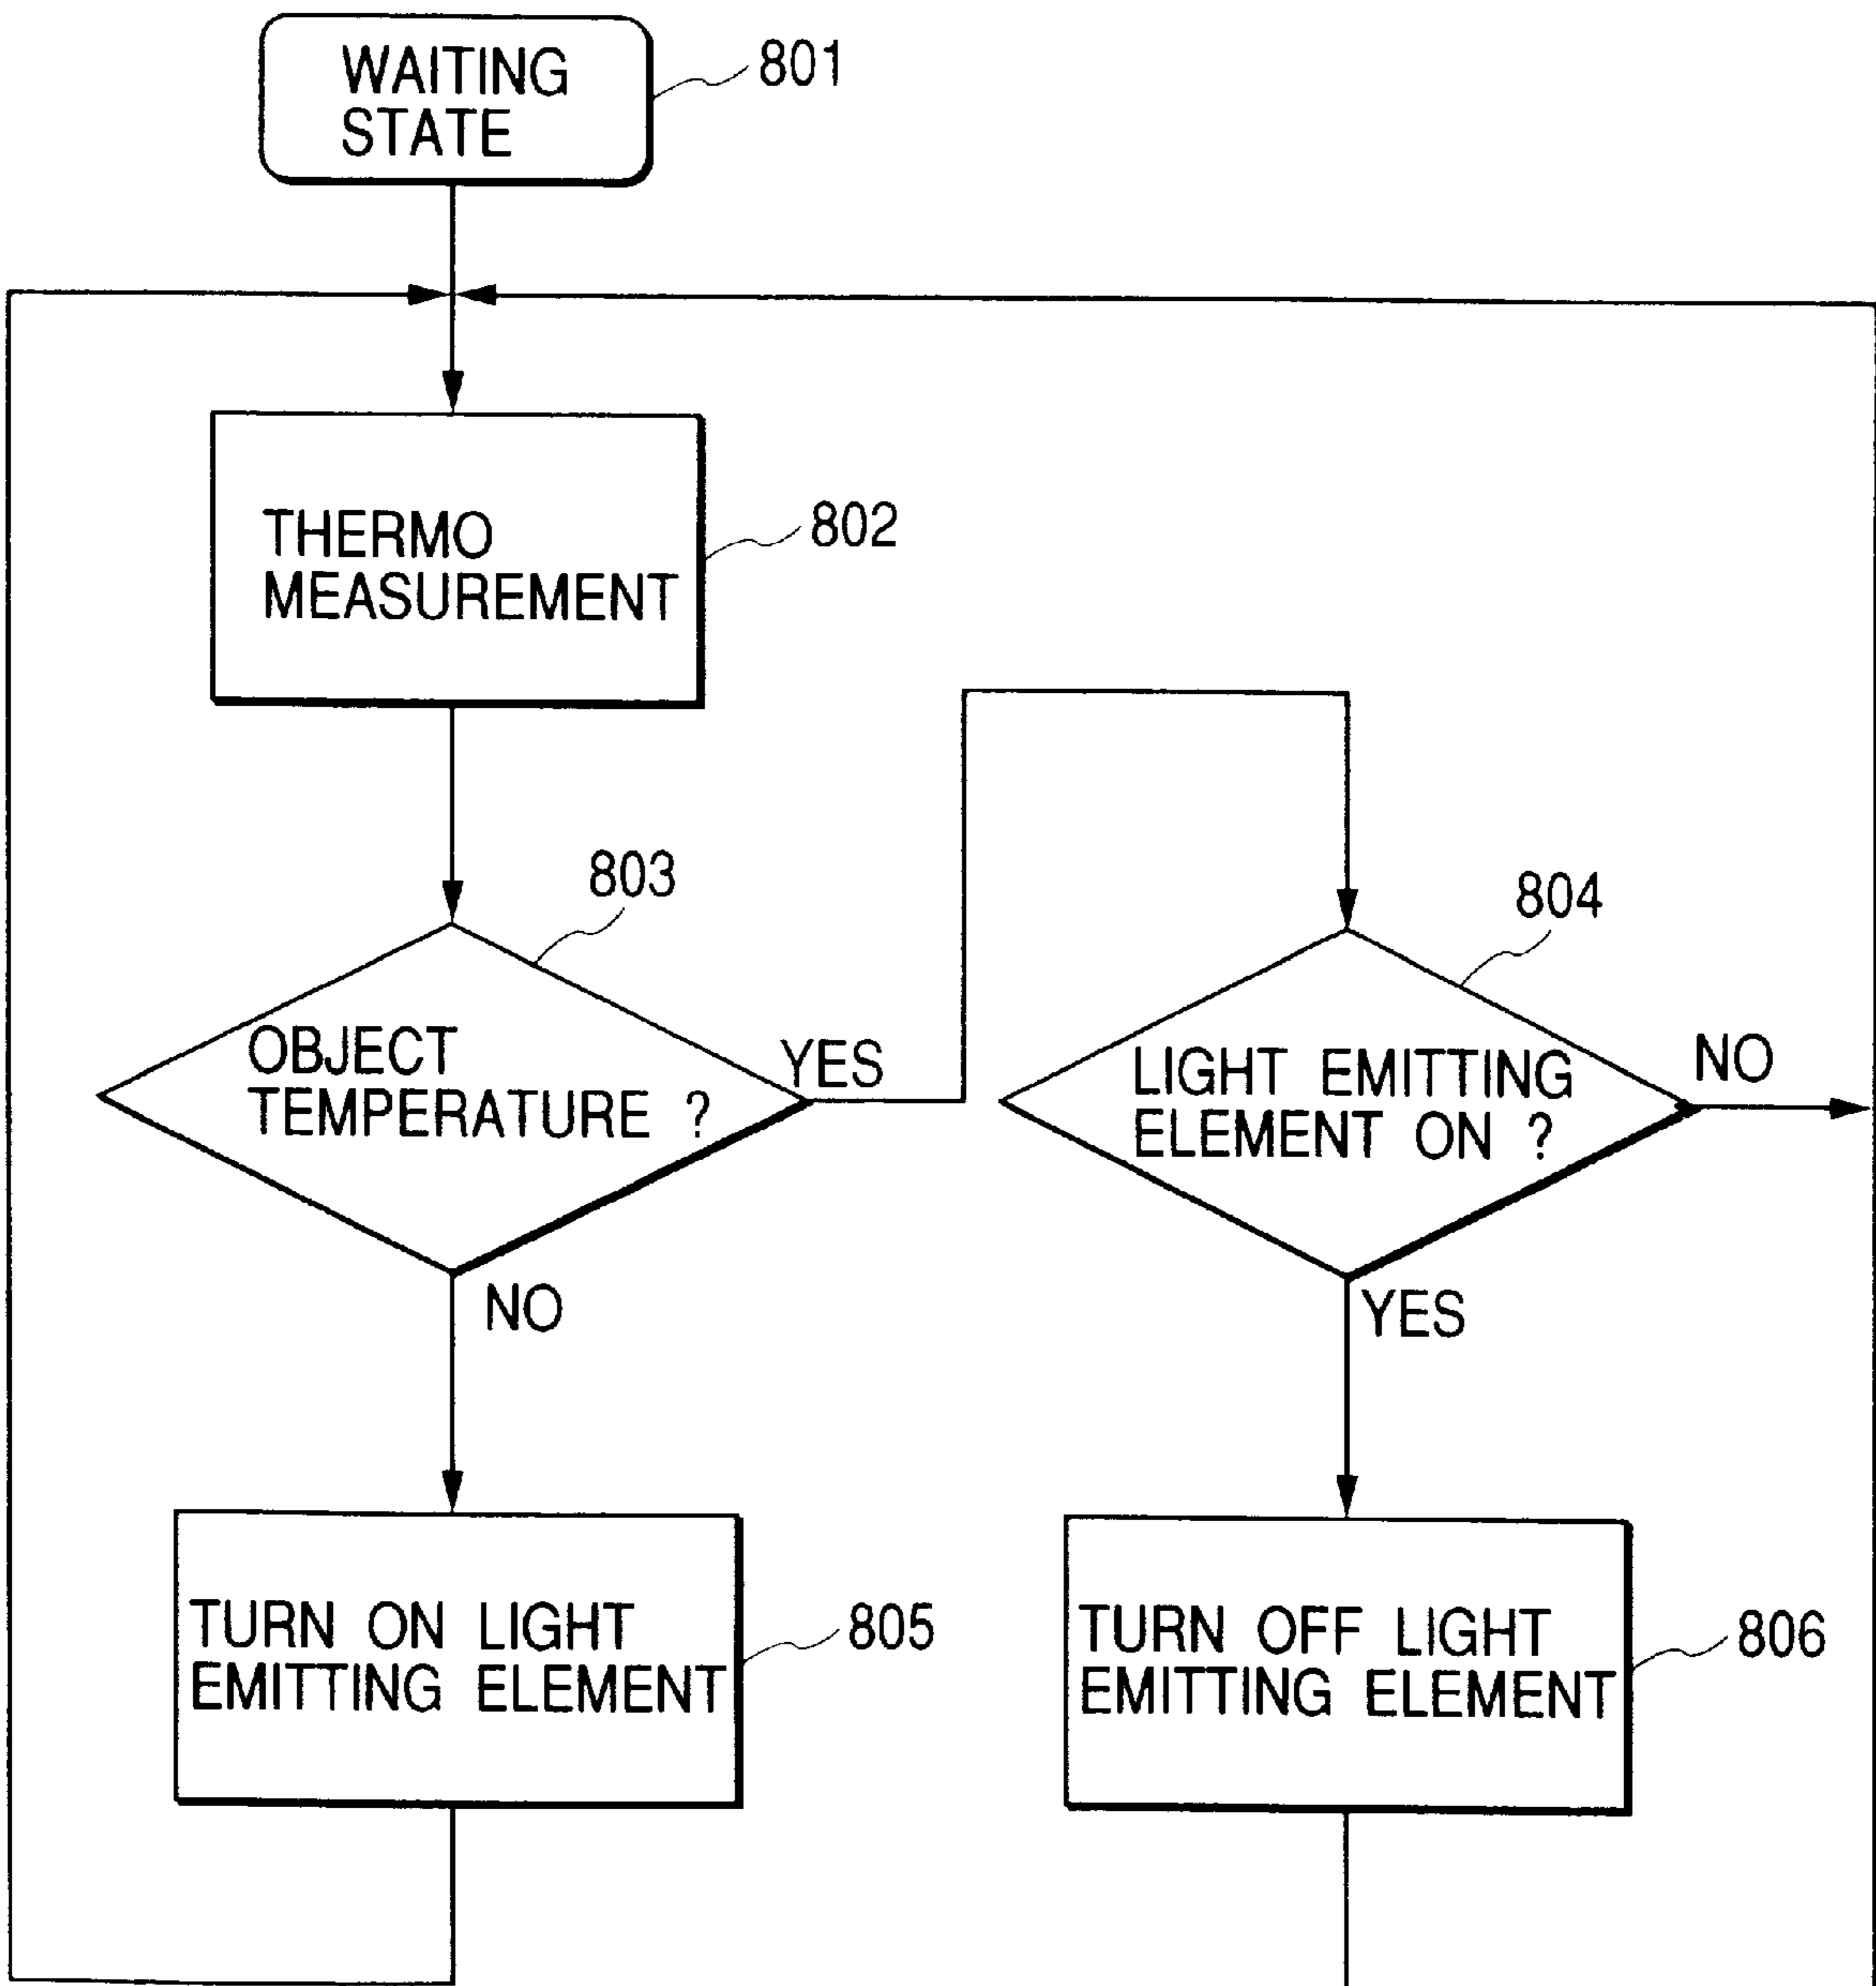 WAITING
STATE
801
THERMO
MEASUREMENT
802
803
OBJECT
TEMPERATURE ?
YES
NO
804
LIGHT EMITTING
ELEMENT ON ?
NO
YES
TURN ON LIGHT
EMITTING ELEMENT
805
TURN OFF LIGHT
EMITTING ELEMENT
806